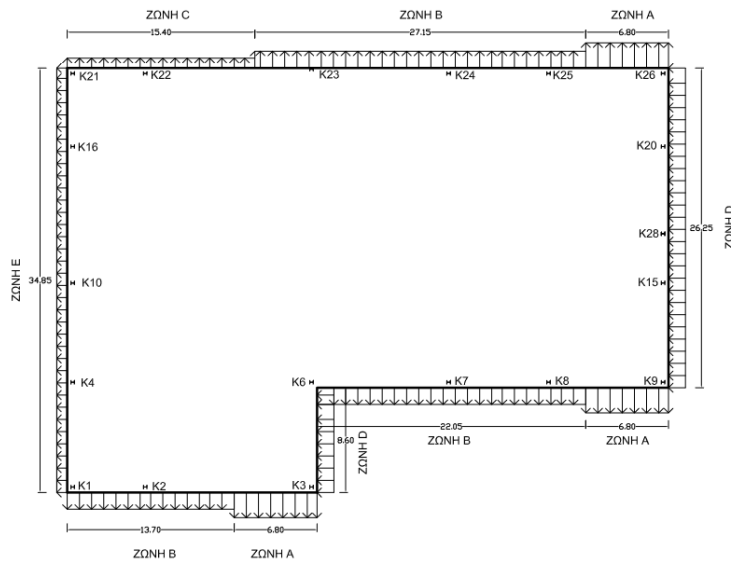 ΖΩΝΗ C ΖΩΝΗ B ΖΩΝΗ A
15.40 27.15 6.80
K21 K22 K23 K24 K25 K26
K16 K20
26.25 ΖΩΝΗ D
K28
ΖΩΝΗ E 34.85 K10 K15
K4 K6 K7 K8 K9
22.05 6.80
8.60 ΖΩΝΗ D ΖΩΝΗ B ΖΩΝΗ A
K1 K2 K3
13.70 6.80
ΖΩΝΗ B ΖΩΝΗ A